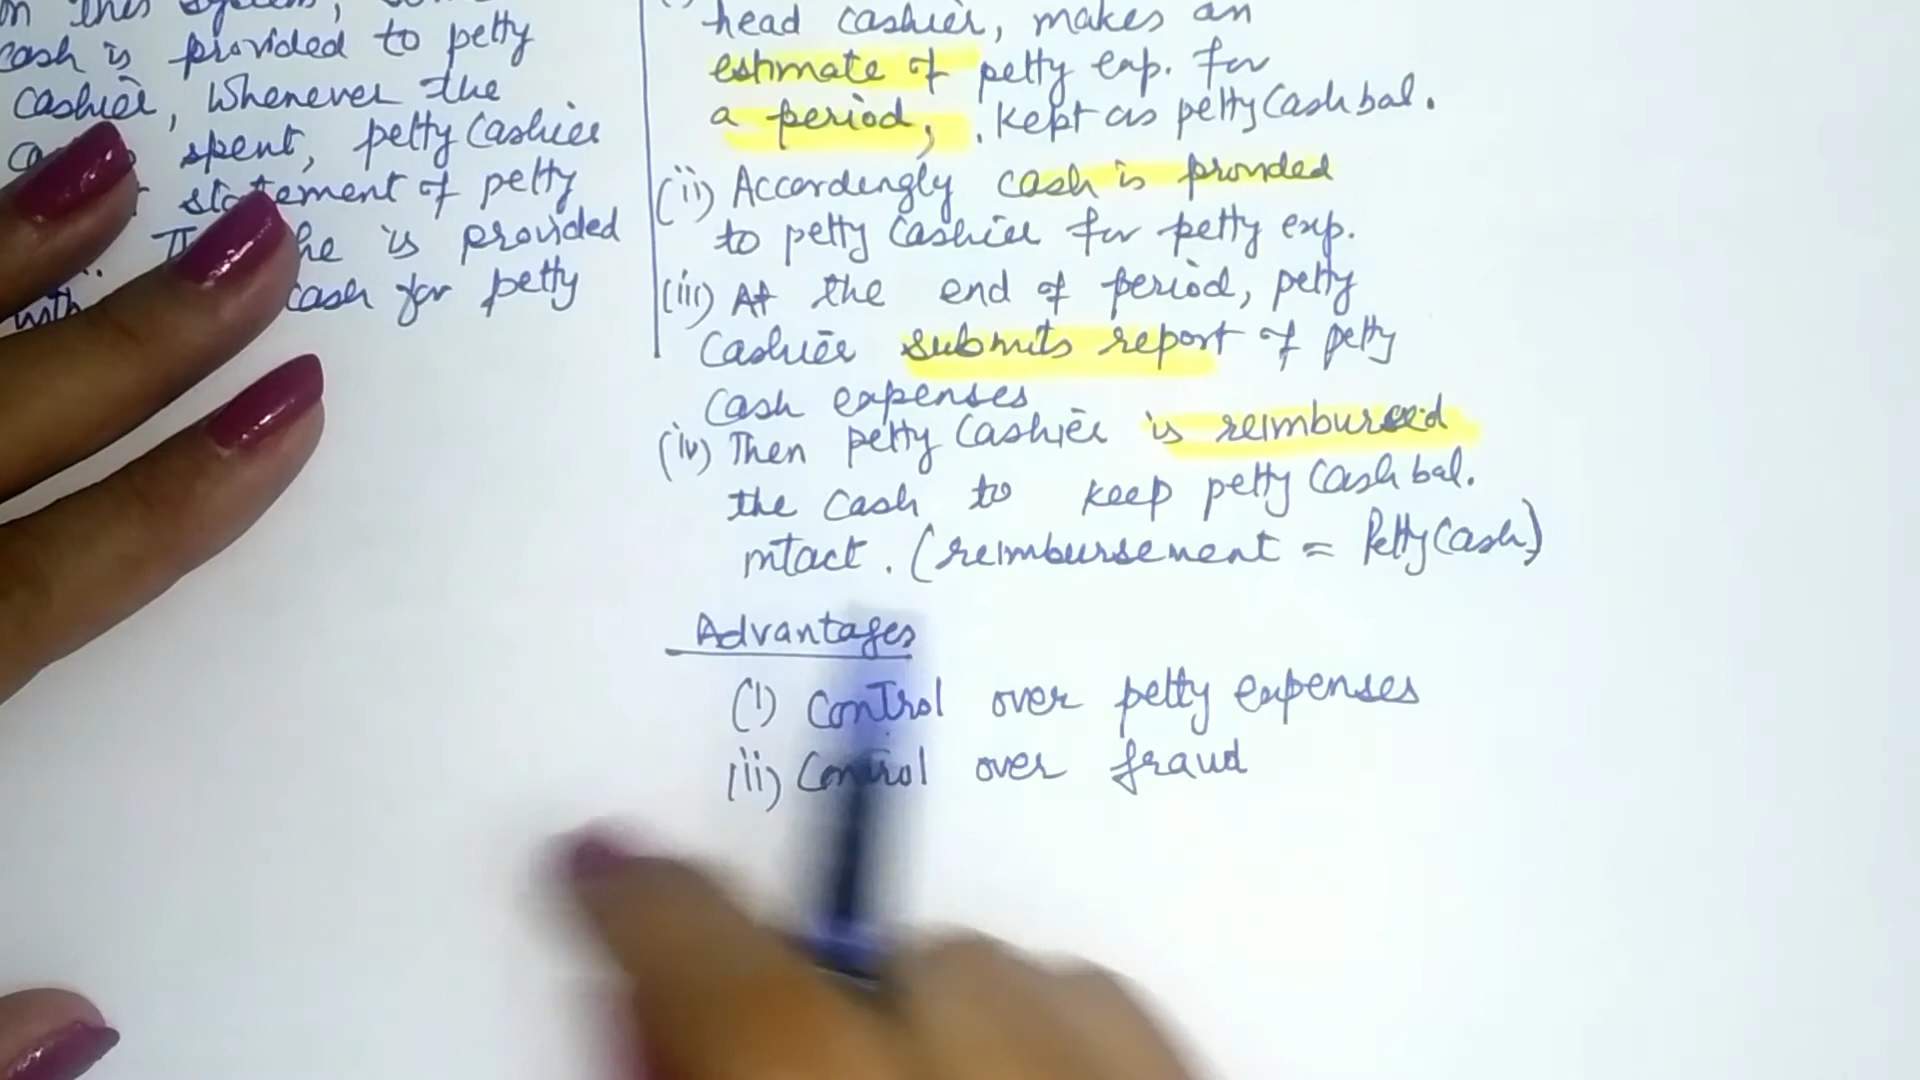 in this system,
cash is provided to petty
cashier, Whenever the
spent, petty Cashier
statement of petty
he is provided
with cash for petty
head cashier, makes an
estimate of petty exp. for
a period, . kept as petty Cash bal.
(ii) Accordingly cash is provided
to petty Cashier for petty exp.
(iii) At the end of period, petty
Cashier submits report of petty
Cash expenses
(iv) Then petty Cashier is reimbursed
the cash to keep petty Cash bal.
intact. (reimbursement = Petty Cash)
Advantages
(i) Control over petty expenses
(ii) Control over fraud